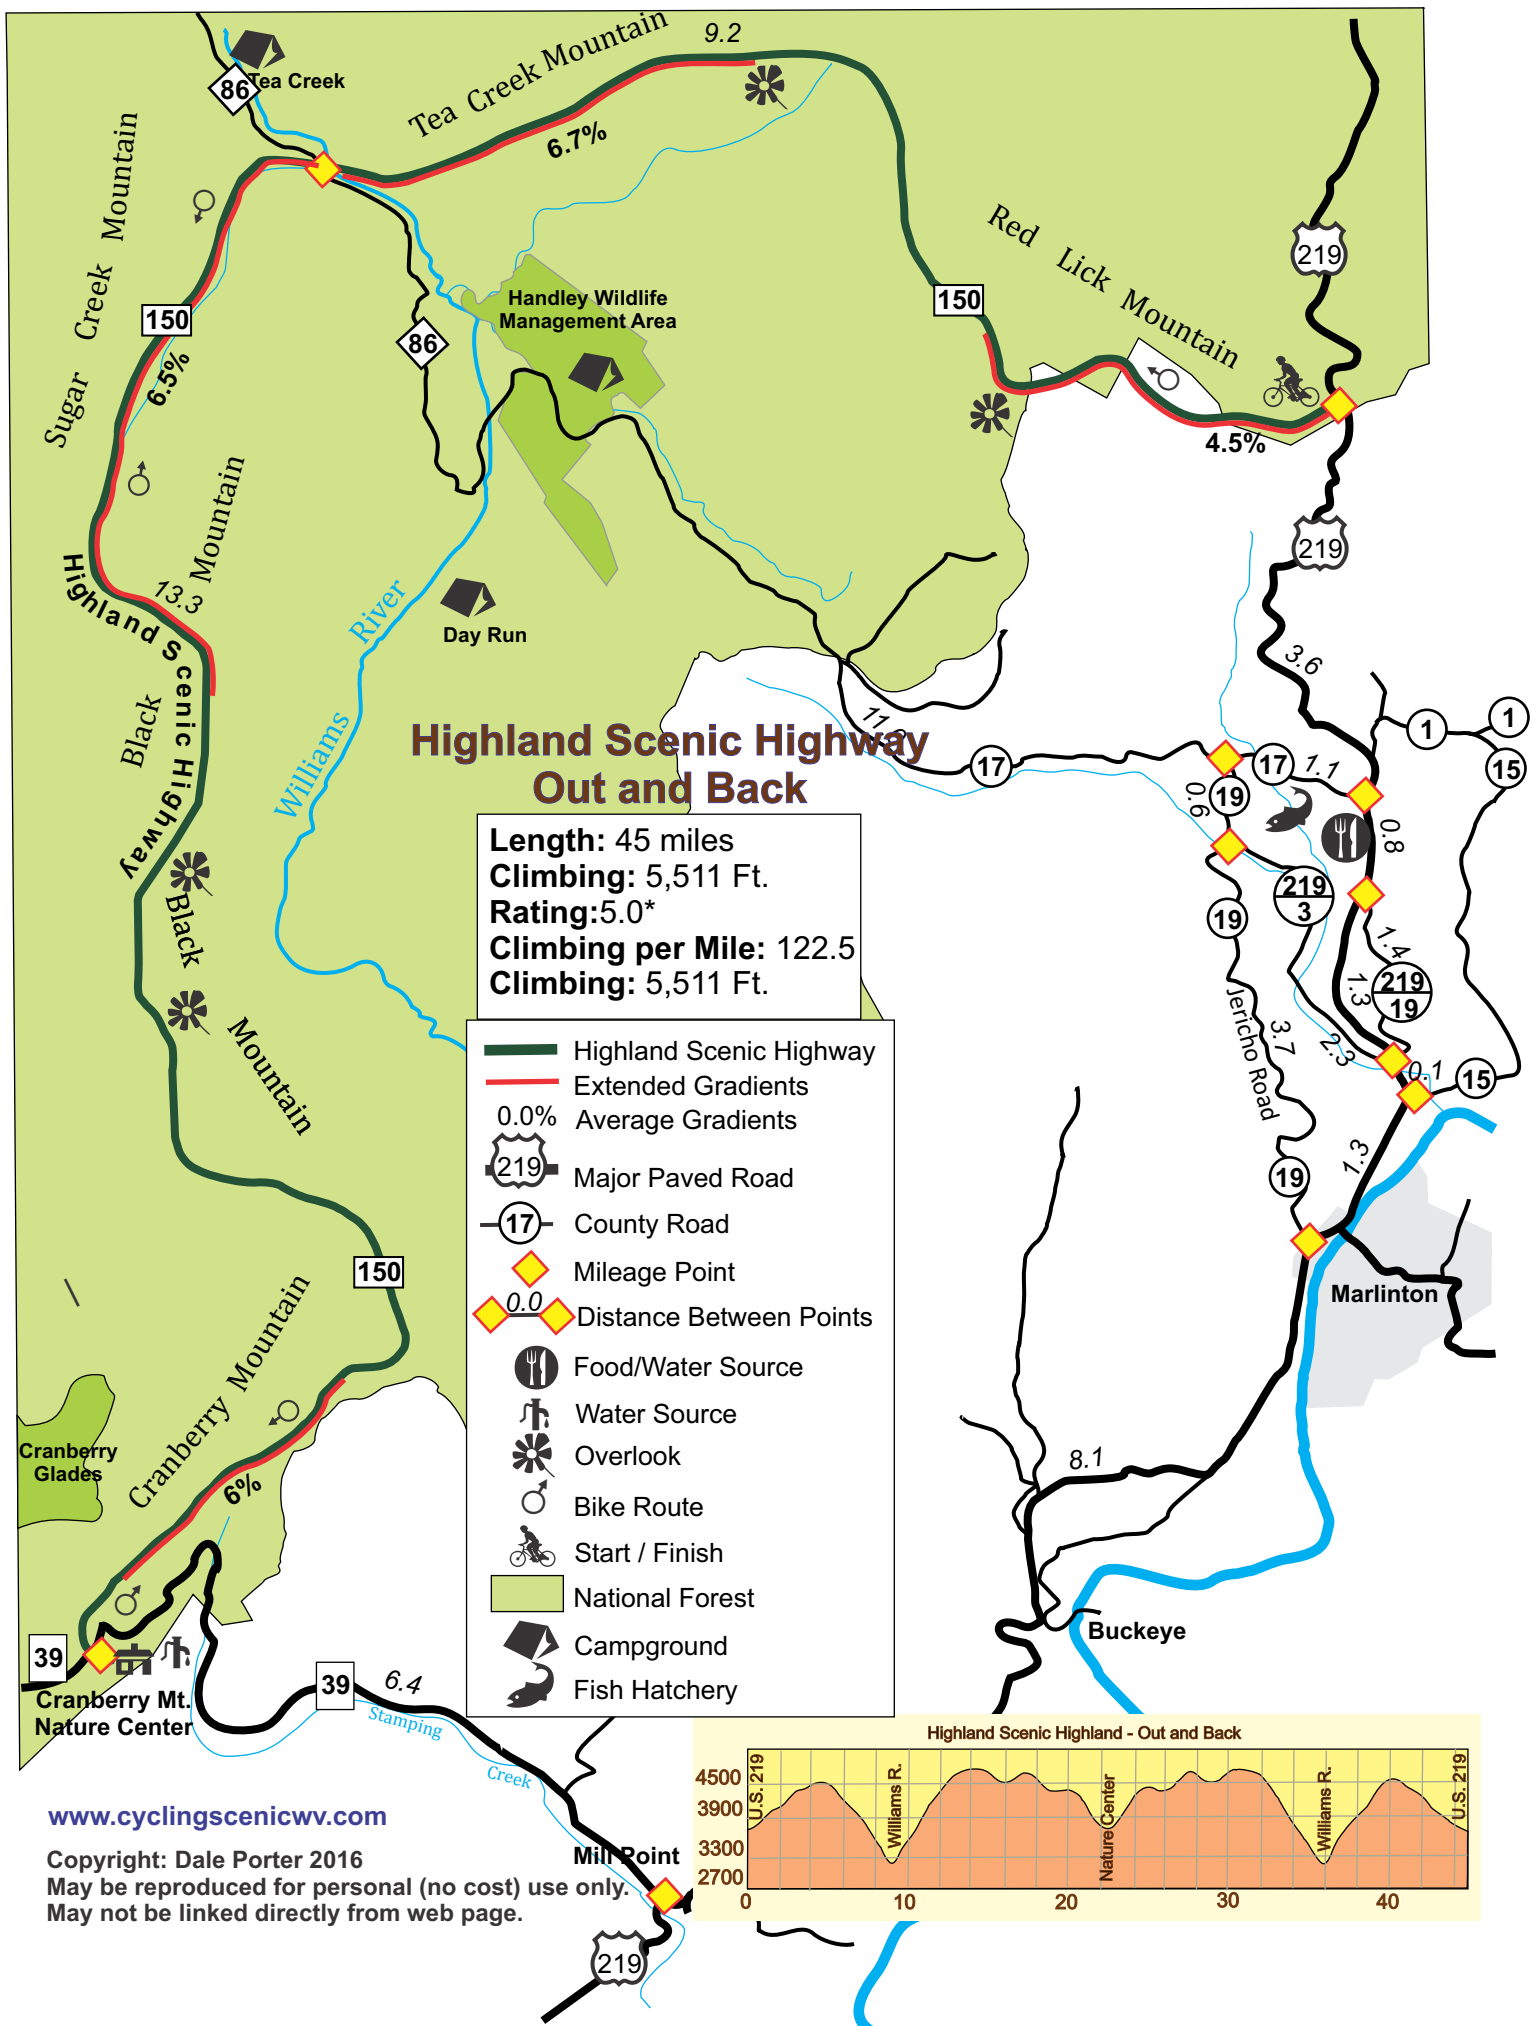 9.2
Tea Creek Mountain
86
Tea Creek
6.7%
Sugar Creek Mountain
Red Lick Mountain
219
150
Handley Wildlife
Management Area
150
86
6.5%
4.5%
219
Mountain
13.3
Highland Scenic Highway
River
Day Run
3.6
Black
Williams
11.
1
1
Highland Scenic Highway
Out and Back
17
17
1.1
15
19
0.6
0.8
Length: 45 miles
Climbing: 5,511 Ft.
Rating:5.0*
Climbing per Mile: 122.5
Climbing: 5,511 Ft.
219
3
Black
19
1.4
1.3
219
19
Mountain
Jericho Road
3.7
2.3
0.1
15
Highland Scenic Highway
Extended Gradients
0.0% Average Gradients
219 Major Paved Road
17 County Road
Mileage Point
0.0 Distance Between Points
Food/Water Source
Water Source
Overlook
Bike Route
Start / Finish
National Forest
Campground
Fish Hatchery
1.3
19
150
Marlinton
Cranberry Mountain
Cranberry
Glades
6%
8.1
Buckeye
39
Cranberry Mt.
Nature Center
39
6.4
Stamping
Creek
Highland Scenic Highland - Out and Back
4500
3900
3300
2700
U.S. 219
Williams R.
Nature Center
Williams R.
U.S. 219
0 10 20 30 40
www.cyclingscenicwv.com
Mill Point
Copyright: Dale Porter 2016
May be reproduced for personal (no cost) use only.
May not be linked directly from web page.
219